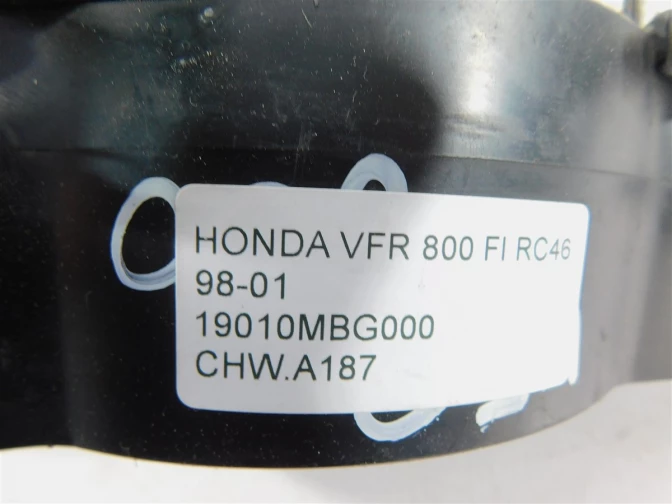 HONDA VFR 800 FI RC46
98-01
19010MBG000
CHW.A187